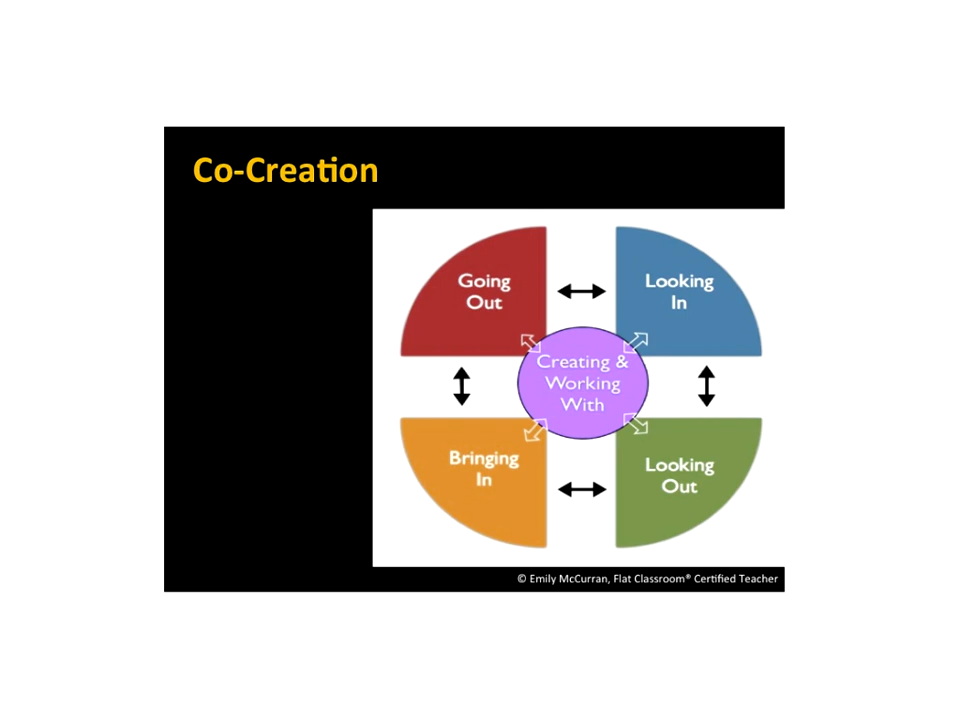 Co-Creation
Going
Out
Looking
In
Creating &
Working
With
Bringing
In
Looking
Out
© Emily McCurran, Flat Classroom® Certified Teacher